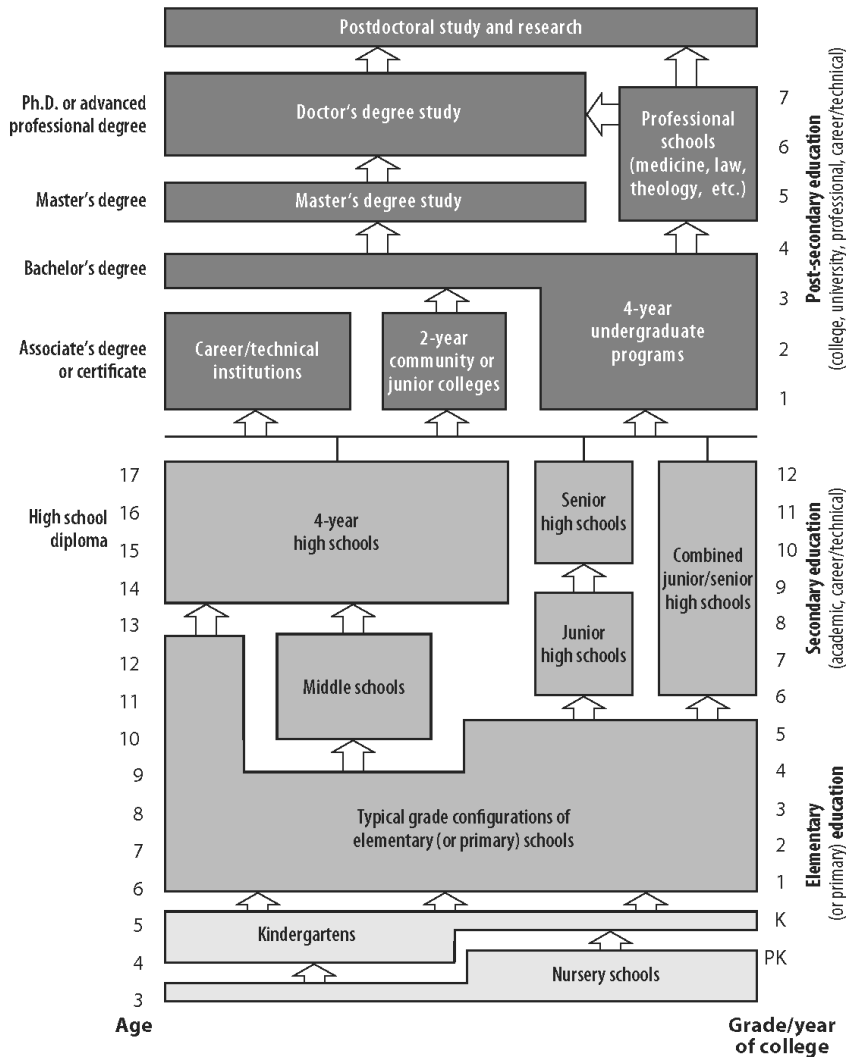 Postdoctoral study and research
Ph.D. or advanced
professional degree
Doctor's degree study
Professional
schools
(medicine, law,
theology, etc.)
7
6
5
Master's degree
Master's degree study
4
Bachelor's degree
3
4-year
undergraduate
programs
Associate's degree
or certificate
Career/technical
institutions
2-year
community or
junior colleges
2
1
Post-secondary education
(college, university, professional, career/technical)
17
16
15
14
13
12
11
10
9
8
7
6
5
4
3
High school
diploma
4-year
high schools
Senior
high schools
Combined
junior/senior
high schools
Junior
high schools
Middle schools
12
11
10
9
8
7
6
5
4
3
2
1
K
PK
Secondary education
(academic, career/technical)
Typical grade configurations of
elementary (or primary) schools
Elementary
(or primary) education
Kindergartens
Nursery schools
Age
Grade/year
of college